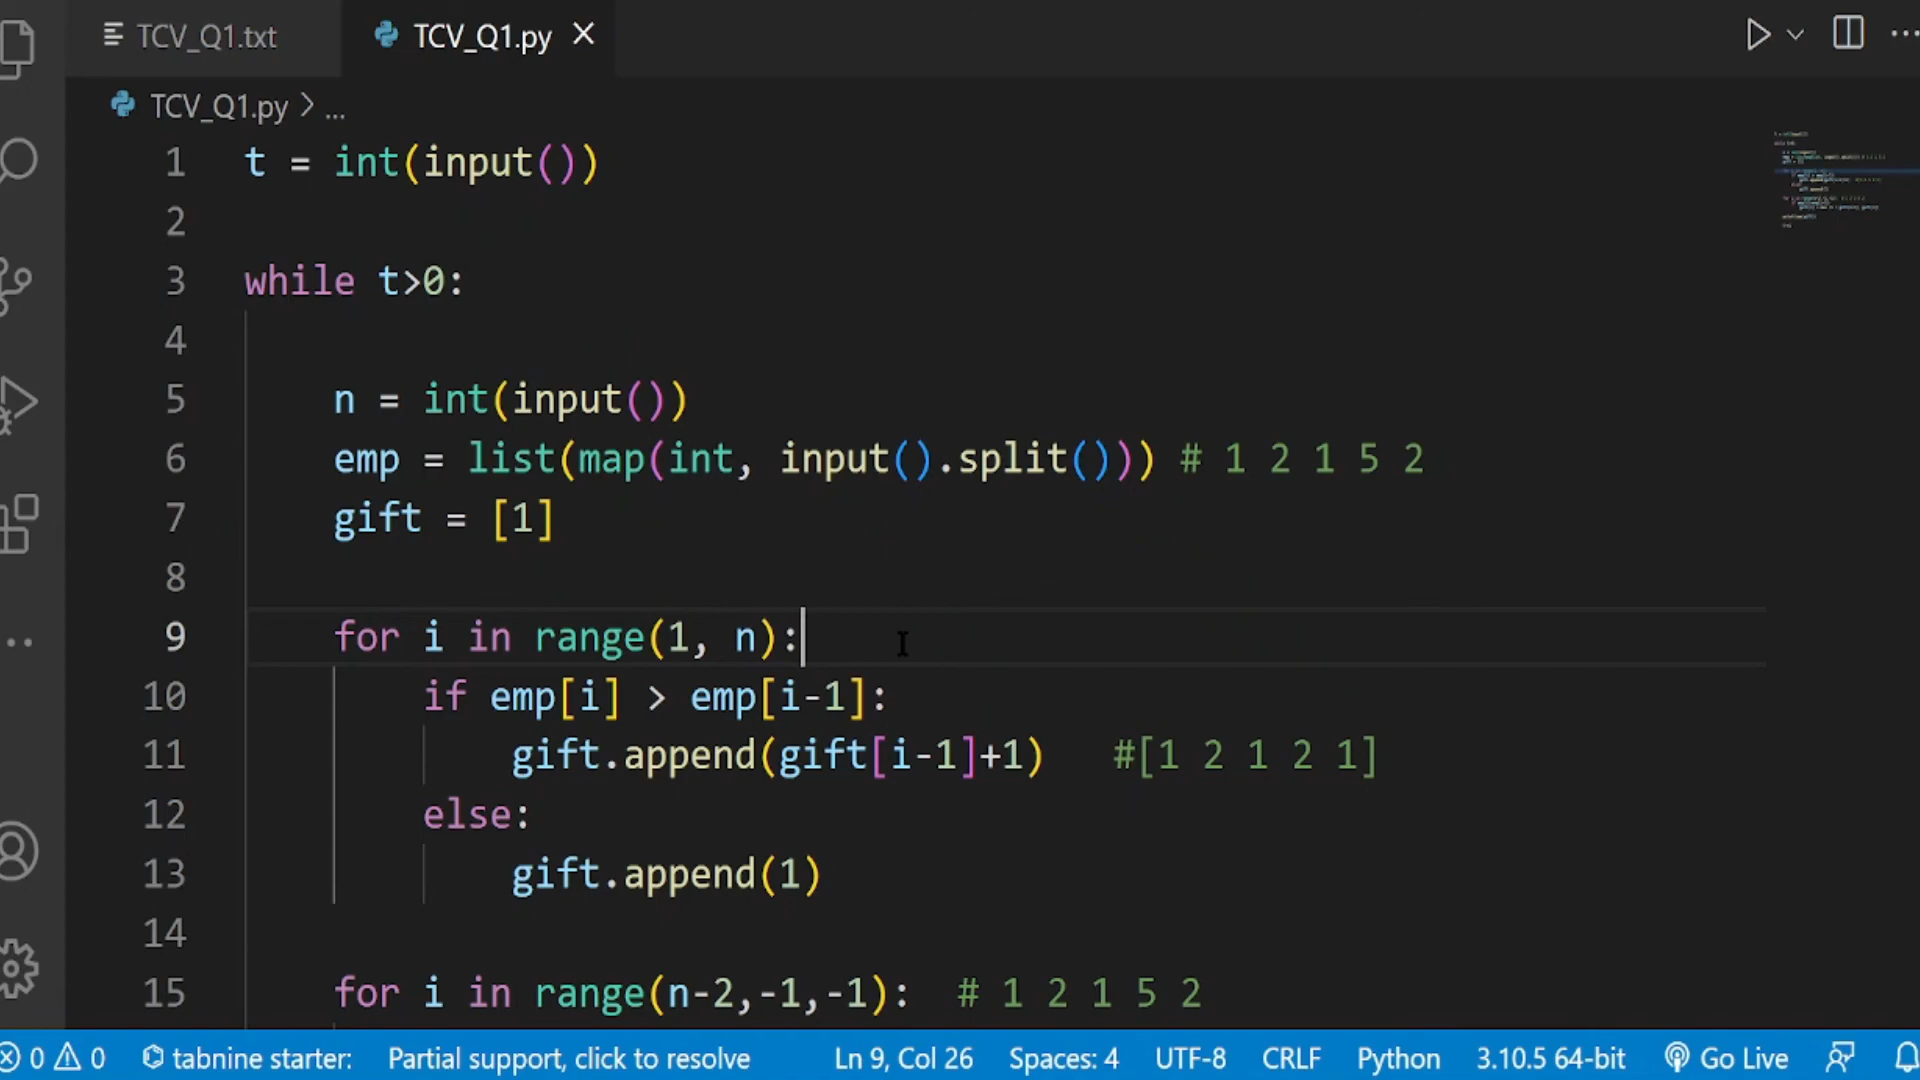 TCV_Q1.txt TCV_Q1.py
TCV_Q1.py > ...
1 t = int(input())
2
3 while t>0:
4
5 n = int(input())
6 emp = list(map(int, input().split())) # 1 2 1 5 2
7 gift = [1]
8
9 for i in range(1, n):
10 if emp[i] > emp[i-1]:
11 gift.append(gift[i-1]+1) #[1 2 1 2 1]
12 else:
13 gift.append(1)
14
15 for i in range(n-2,-1,-1): # 1 2 1 5 2
0 0 tabnine starter: Partial support, click to resolve Ln 9, Col 26 Spaces: 4 UTF-8 CRLF Python 3.10.5 64-bit Go Live